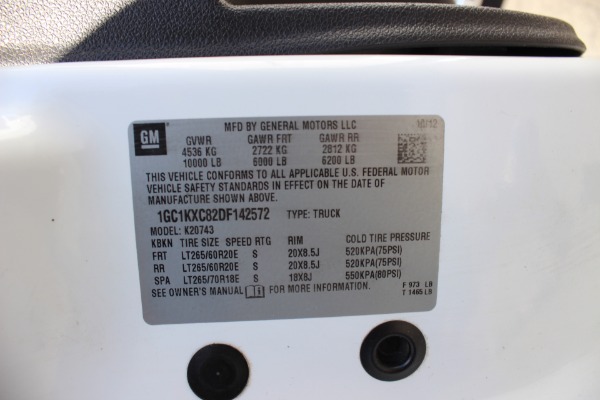 GM
MFD BY GENERAL MOTORS LLC
10/12
GVWR GAWR FRT GAWR RR
4536 KG 2722 KG 2812 KG
10000 LB 6000 LB 6200 LB
THIS VEHICLE CONFORMS TO ALL APPLICABLE U.S. FEDERAL MOTOR
VEHICLE SAFETY STANDARDS IN EFFECT ON THE DATE OF
MANUFACTURE SHOWN ABOVE.
1GC1KXC82DF142572 TYPE: TRUCK
MODEL: K20743
KBKN TIRE SIZE SPEED RTG RIM COLD TIRE PRESSURE
FRT LT265/60R20E S 20X8.5J 520KPA(75PSI)
RR LT265/60R20E S 20X8.5J 520KPA(75PSI)
SPA LT265/70R18E S 18X8J 550KPA(80PSI)
SEE OWNER'S MANUAL FOR MORE INFORMATION.
F 973 LB
T 1465 LB